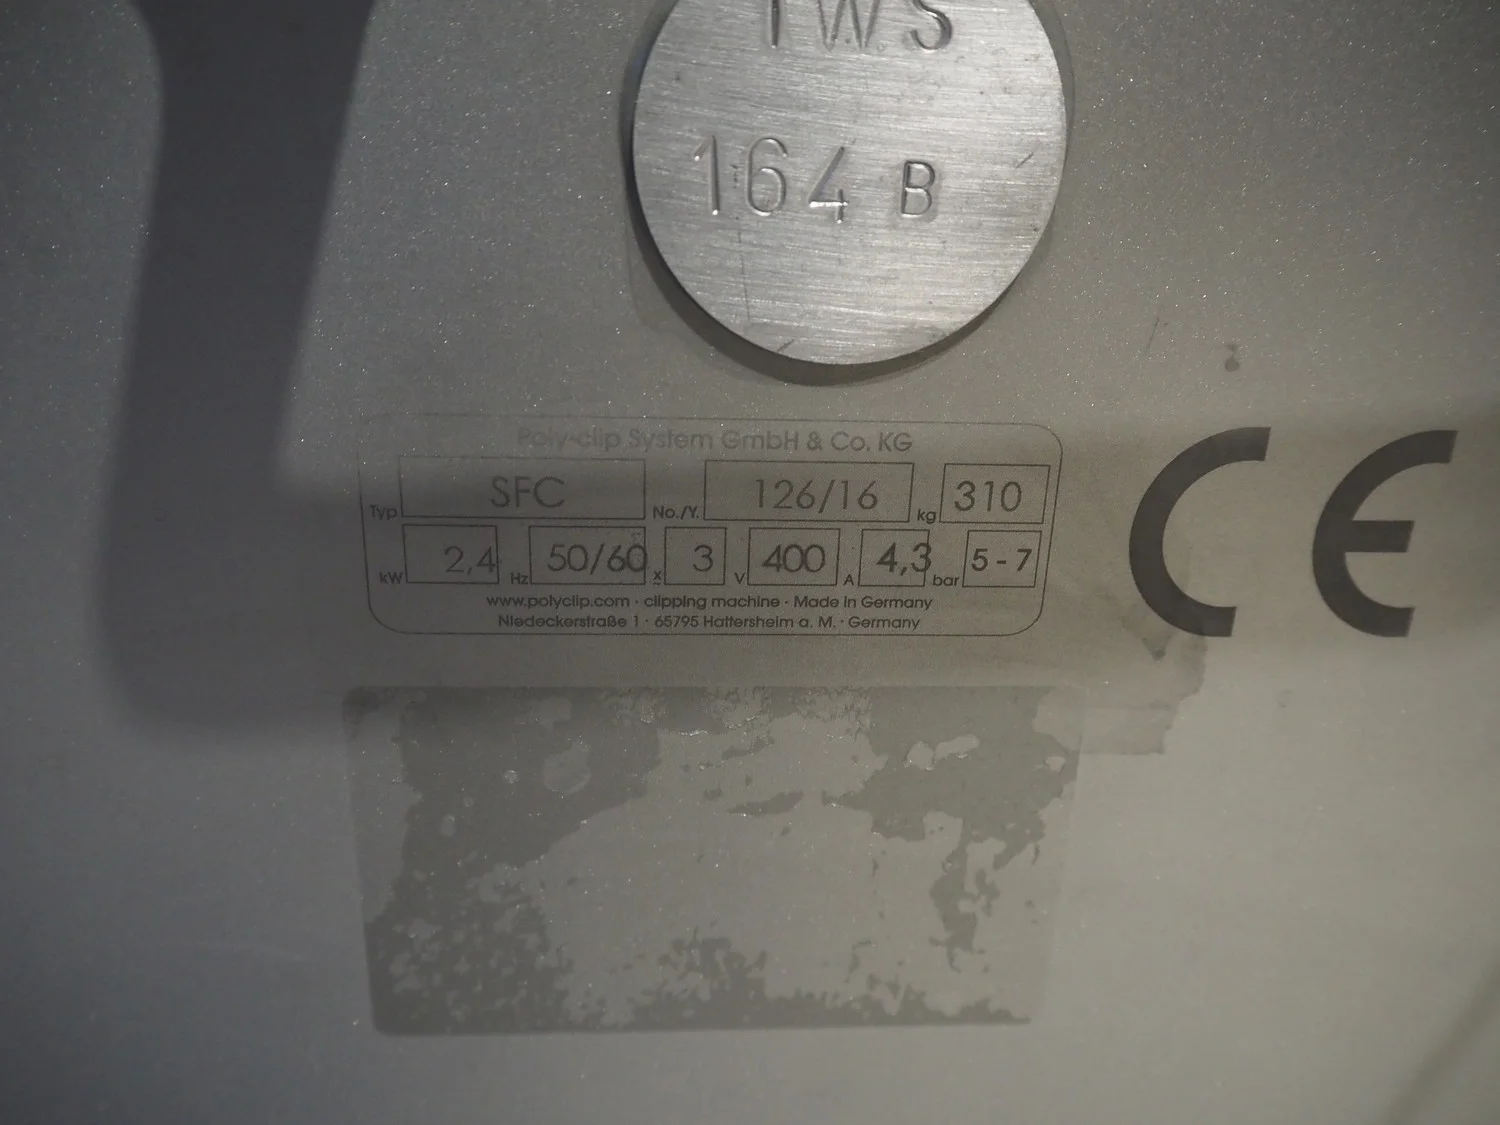 TWS
164 B
Poly-clip System GmbH & Co. KG
Typ SFC No./Y. 126/16 kg 310
kW 2,4 Hz 50/60 x 3 V 400 A 4,3 bar 5 - 7
www.polyclip.com · clipping machine · Made in Germany
Niedeckerstraße 1 · 65795 Hattersheim a. M. · Germany
CE